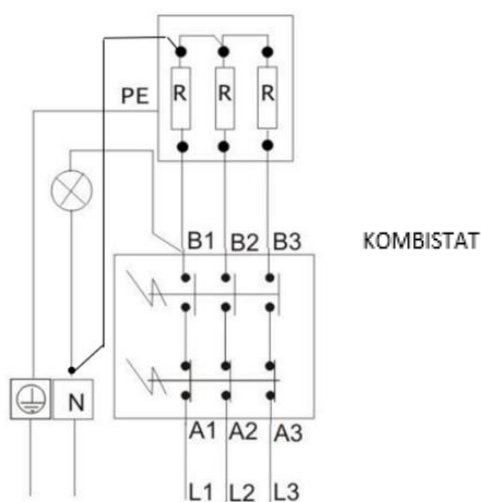 PE
R R R
B1 B2 B3
KOMBISTAT
N
A1 A2 A3
L1 L2 L3